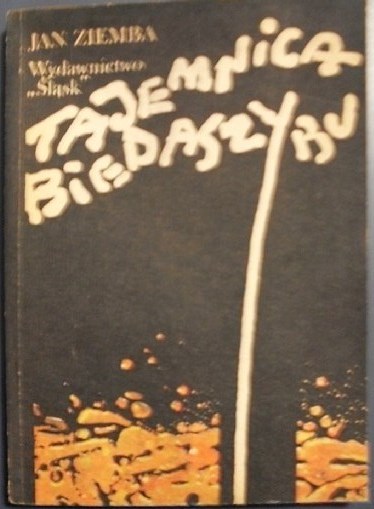 JAN ZIEMBA
Wydawnictwo
„Śląsk”
TAJEMNICA
BIEDASZYBU